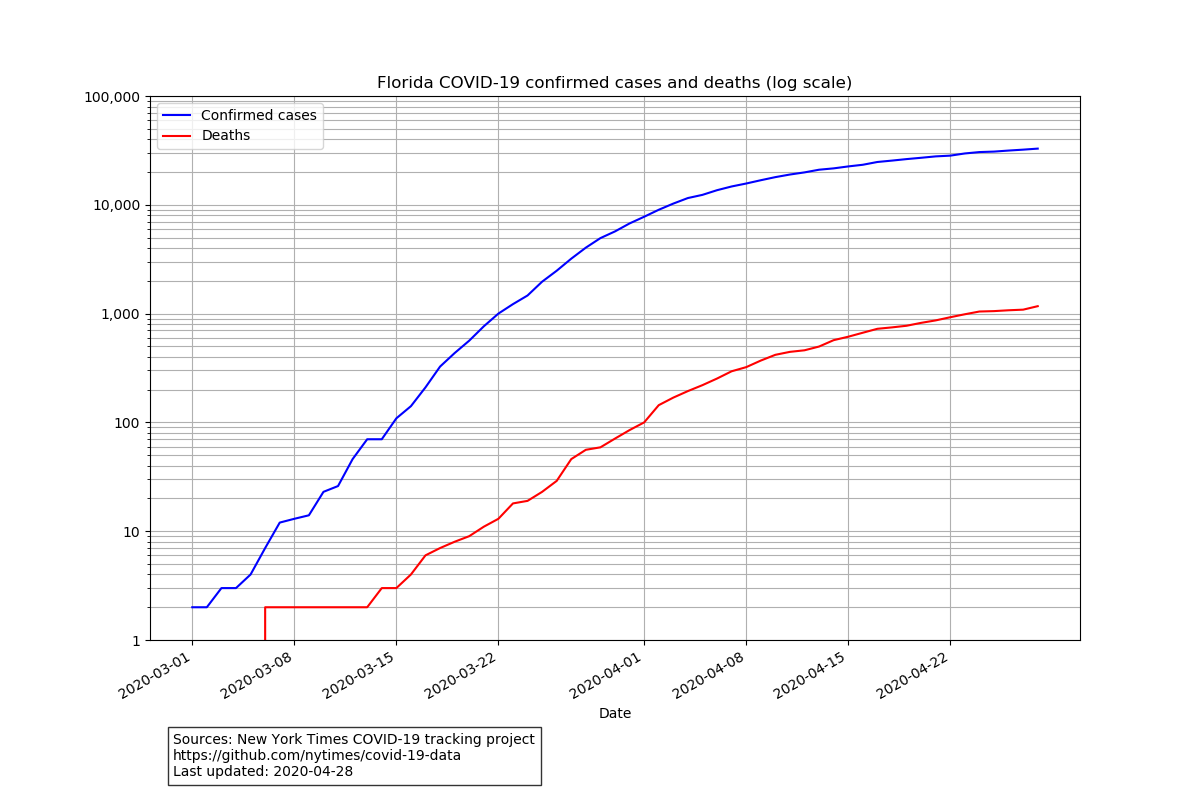 Florida COVID-19 confirmed cases and deaths (log scale)
100,000
10,000
1,000
100
10
1
Confirmed cases
Deaths
2020-03-01
2020-03-08
2020-03-15
2020-03-22
2020-04-01
2020-04-08
2020-04-15
2020-04-22
Date
Sources: New York Times COVID-19 tracking project
https://github.com/nytimes/covid-19-data
Last updated: 2020-04-28